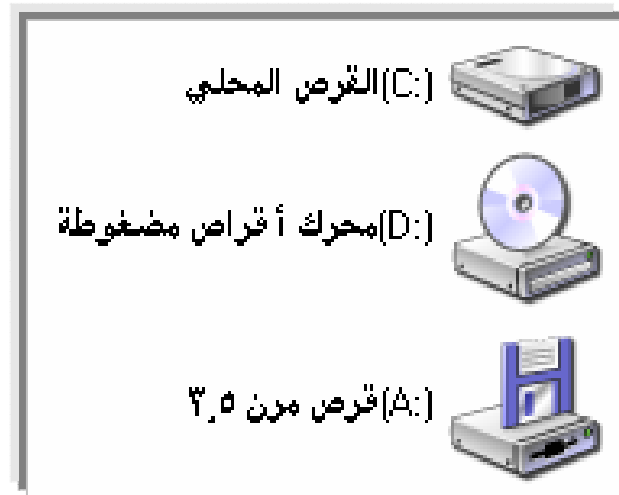 (C:)القرص المحلي
(D:)محرك أقراص مضغوطة
(A:)قرص مرن ٣,٥